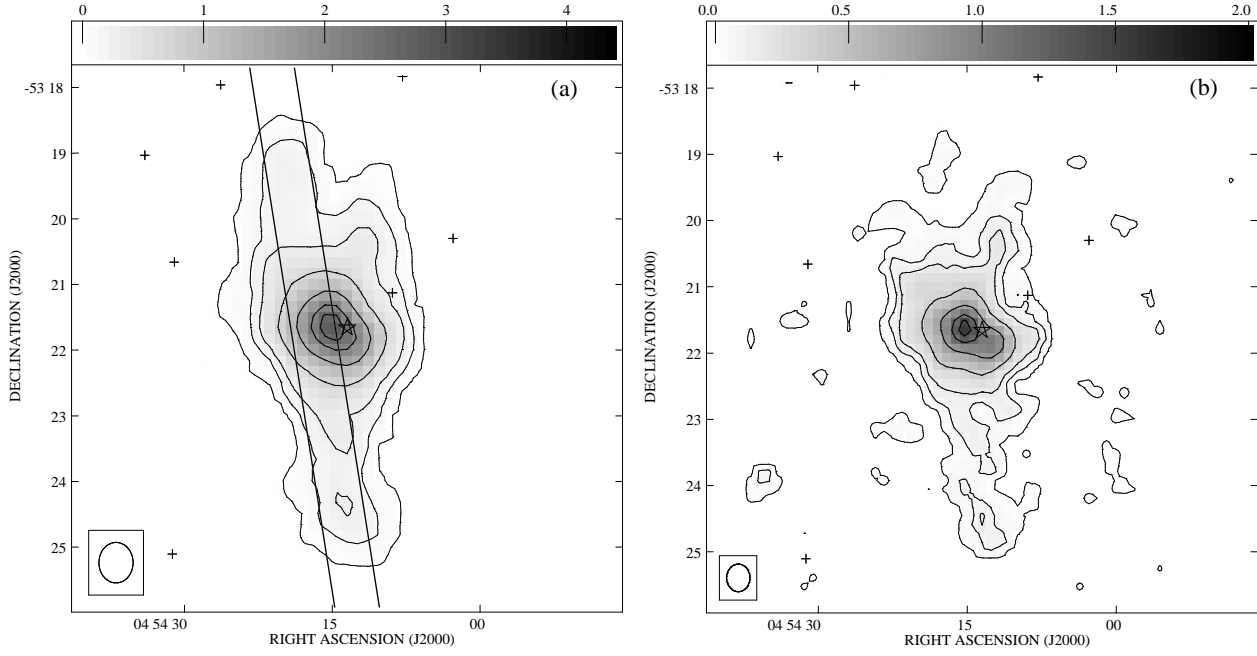 0 1 2 3 4
(a)
-53 18
19
20
21
22
23
24
25
DECLINATION (J2000)
04 54 30 15 00
RIGHT ASCENSION (J2000)
0.0 0.5 1.0 1.5 2.0
(b)
-53 18
19
20
21
22
23
24
25
DECLINATION (J2000)
04 54 30 15 00
RIGHT ASCENSION (J2000)